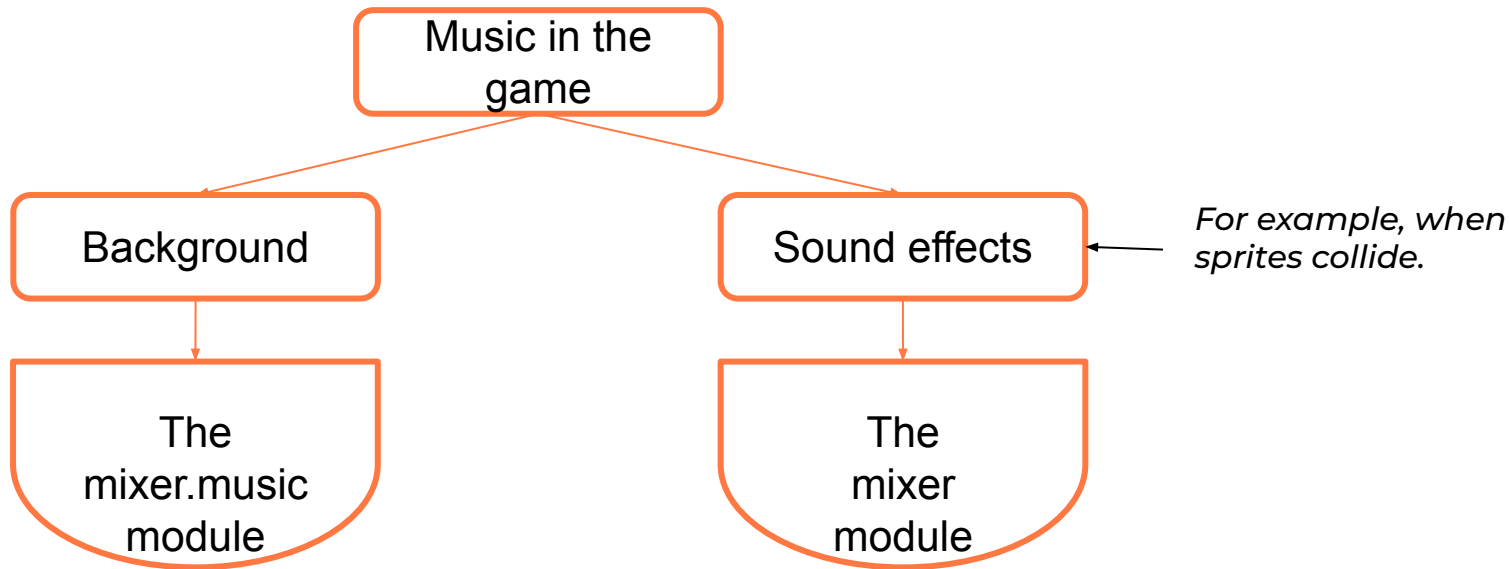 Music in the
game
Background
Sound effects
For example, when
sprites collide.
The
mixer.music
module
The
mixer
module